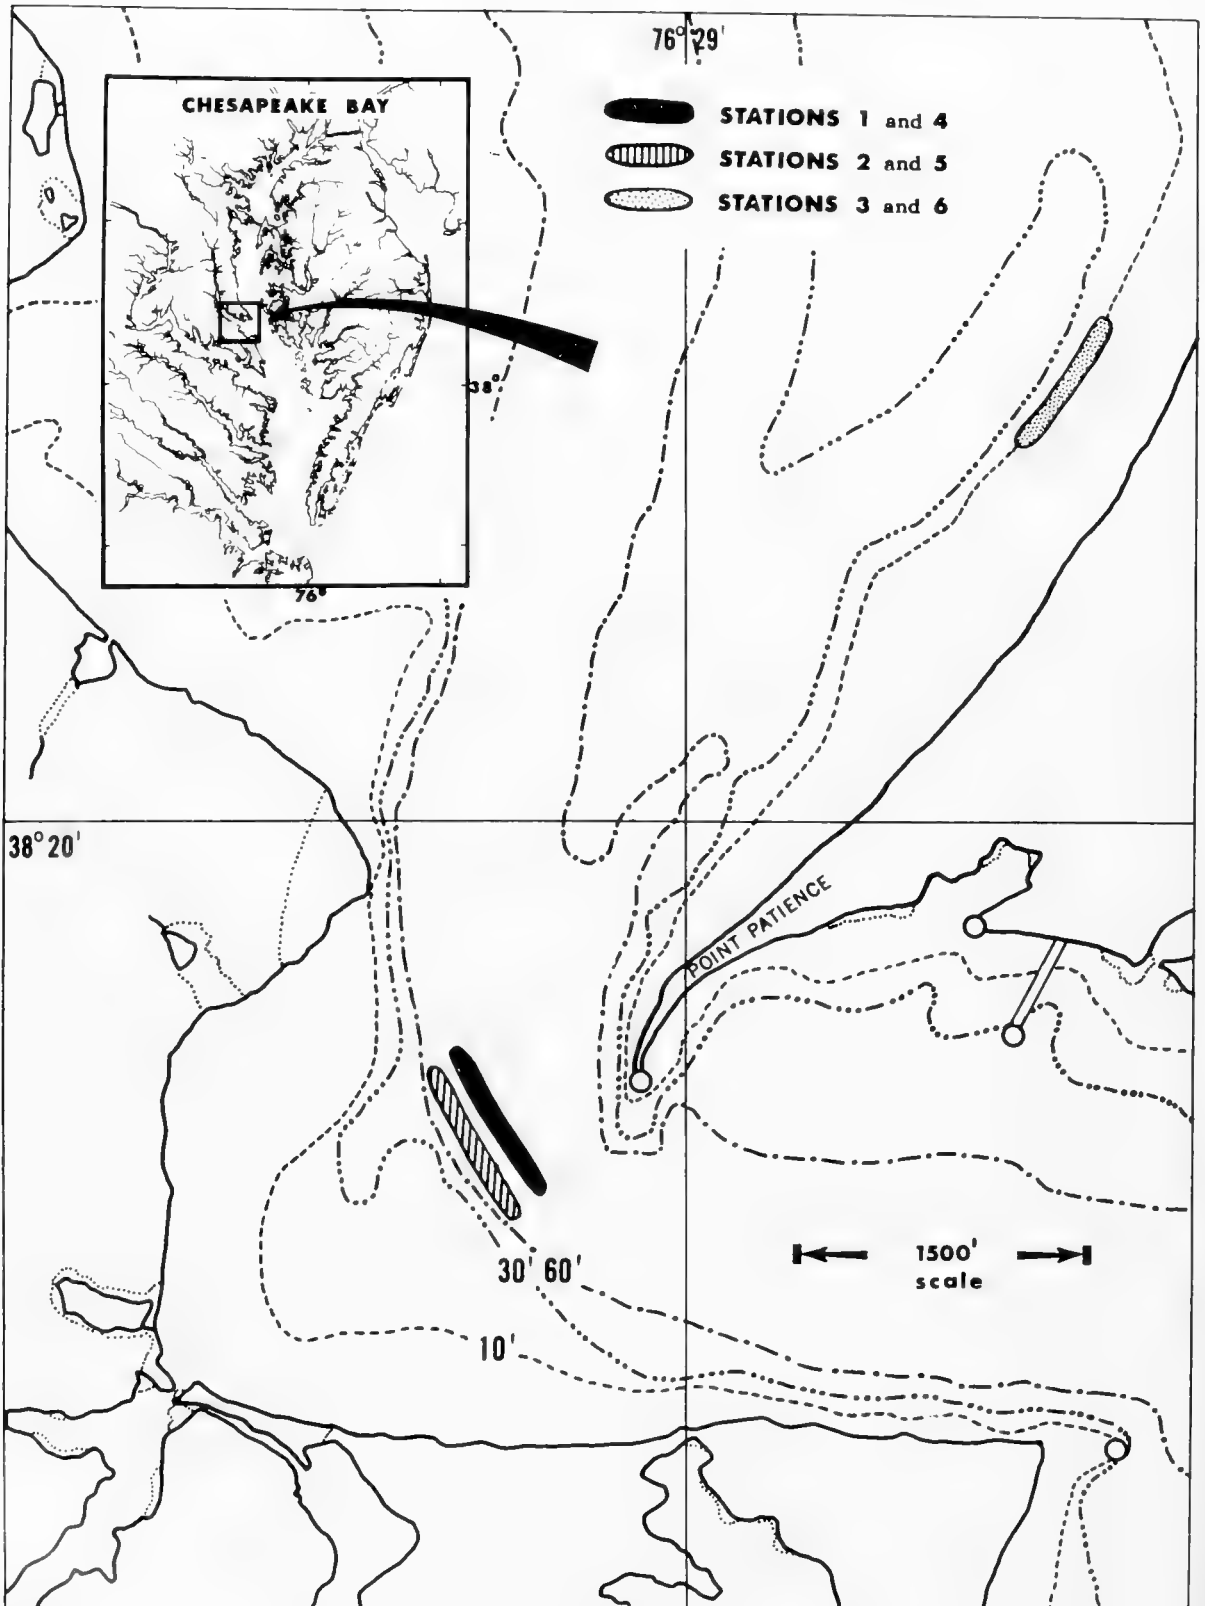 76° 29'
CHESAPEAKE BAY
STATIONS 1 and 4
STATIONS 2 and 5
STATIONS 3 and 6
38°
76°
38° 20'
POINT PATIENCE
1500'
scale
30' 60'
10'